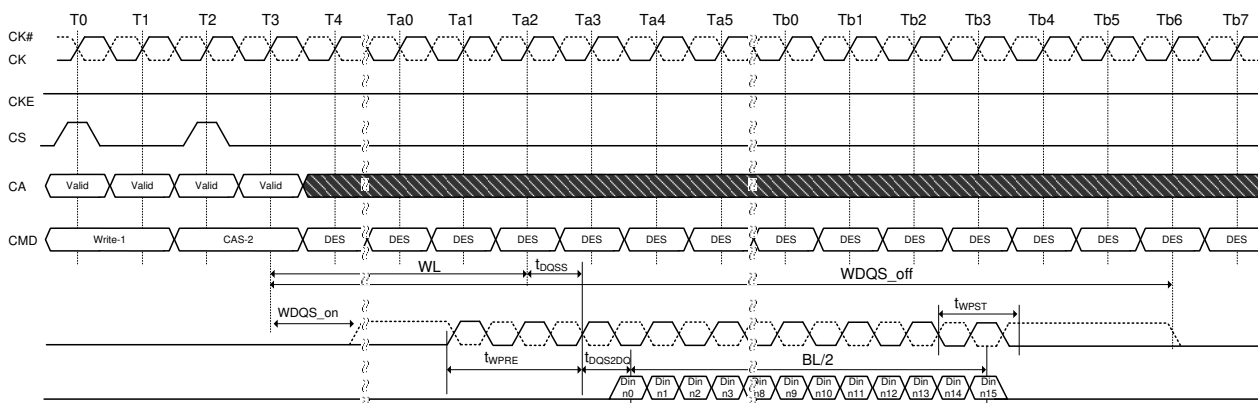 T0 T1 T2 T3 T4 Ta0 Ta1 Ta2 Ta3 Ta4 Ta5 Tb0 Tb1 Tb2 Tb3 Tb4 Tb5 Tb6 Tb7
CK#
CK
CKE
CS
CA Valid Valid Valid Valid
CMD Write-1 CAS-2 DES DES DES DES DES DES DES DES DES DES DES DES DES DES DES
WL tDQSS WDQS_off
WDQS_on tWPST
tWPRE tDQS2DQ BL/2
Din n0 Din n1 Din n2 Din n3 Din n8 Din n9 Din n10 Din n11 Din n12 Din n13 Din n14 Din n15